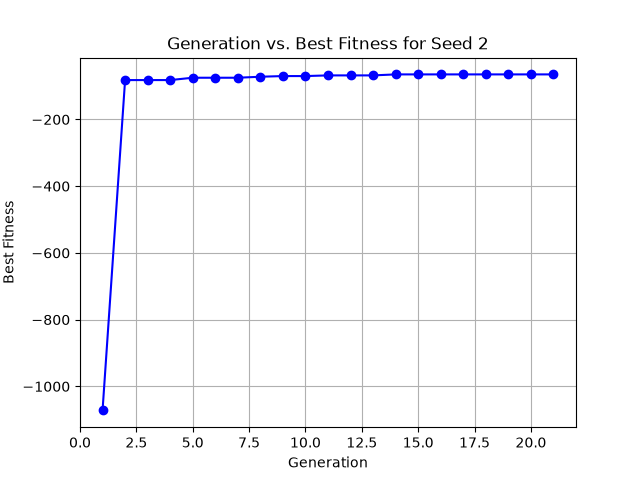 Generation vs. Best Fitness for Seed 2
Best Fitness
−200
−400
−600
−800
−1000
0.0 2.5 5.0 7.5 10.0 12.5 15.0 17.5 20.0
Generation